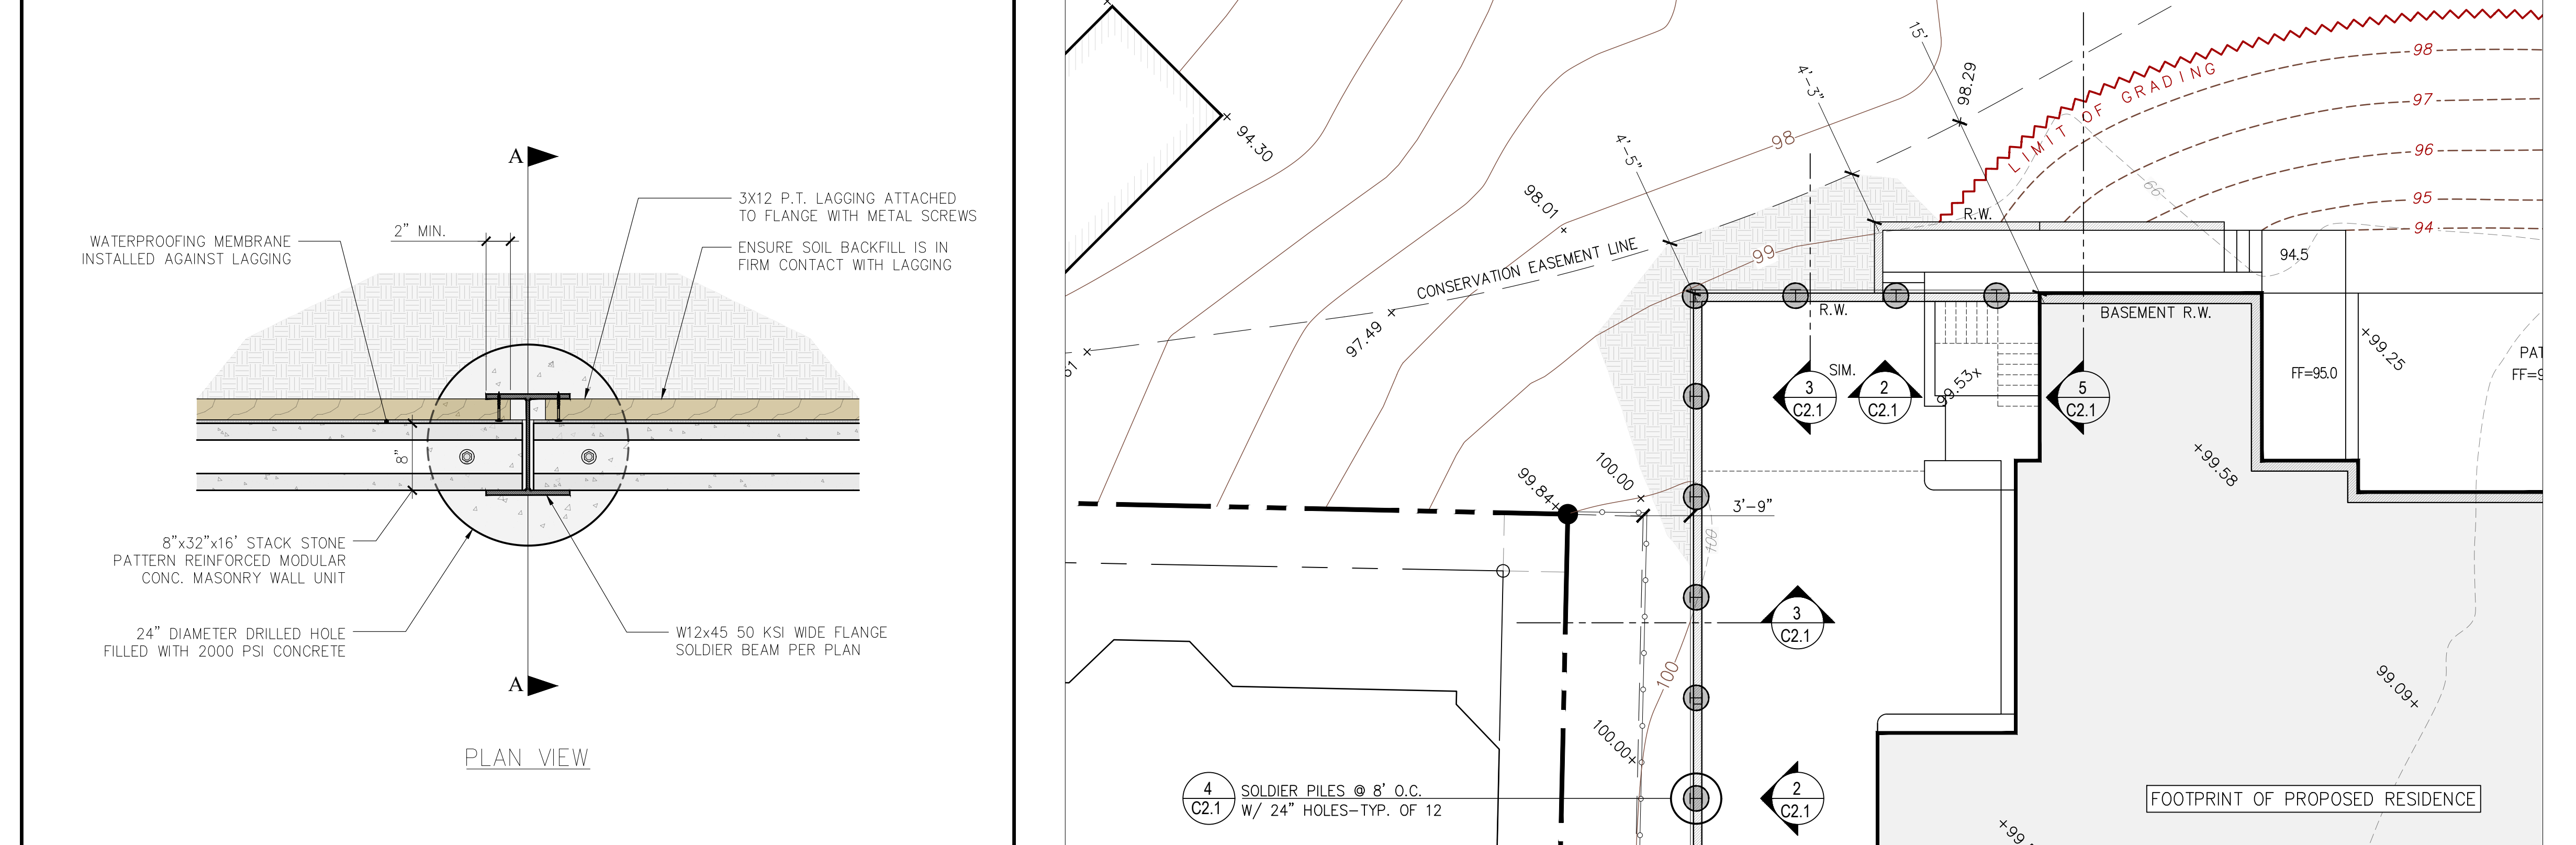 A
3X12 P.T. LAGGING ATTACHED
TO FLANGE WITH METAL SCREWS
2" MIN.
WATERPROOFING MEMBRANE
INSTALLED AGAINST LAGGING
ENSURE SOIL BACKFILL IS IN
FIRM CONTACT WITH LAGGING
8"
8"x32"x16' STACK STONE
PATTERN REINFORCED MODULAR
CONC. MASONRY WALL UNIT
24" DIAMETER DRILLED HOLE
FILLED WITH 2000 PSI CONCRETE
W12x45 50 KSI WIDE FLANGE
SOLDIER BEAM PER PLAN
A
PLAN VIEW
94.30
15'
4'-3"
4'-5"
98.29
98
98.01
99
LIMIT OF GRADING
98
97
96
95
94
99
R.W.
94.5
CONSERVATION EASEMENT LINE
97.49
R.W.
BASEMENT R.W.
+99.25
FF=95.0
SIM.
3
C2.1
2
C2.1
99.53x
5
C2.1
+99.58
99.84+
100.00
3'-9"
100
3
C2.1
100
100.00x
99.09+
4
C2.1
SOLDIER PILES @ 8' O.C.
W/ 24" HOLES-TYP. OF 12
2
C2.1
FOOTPRINT OF PROPOSED RESIDENCE